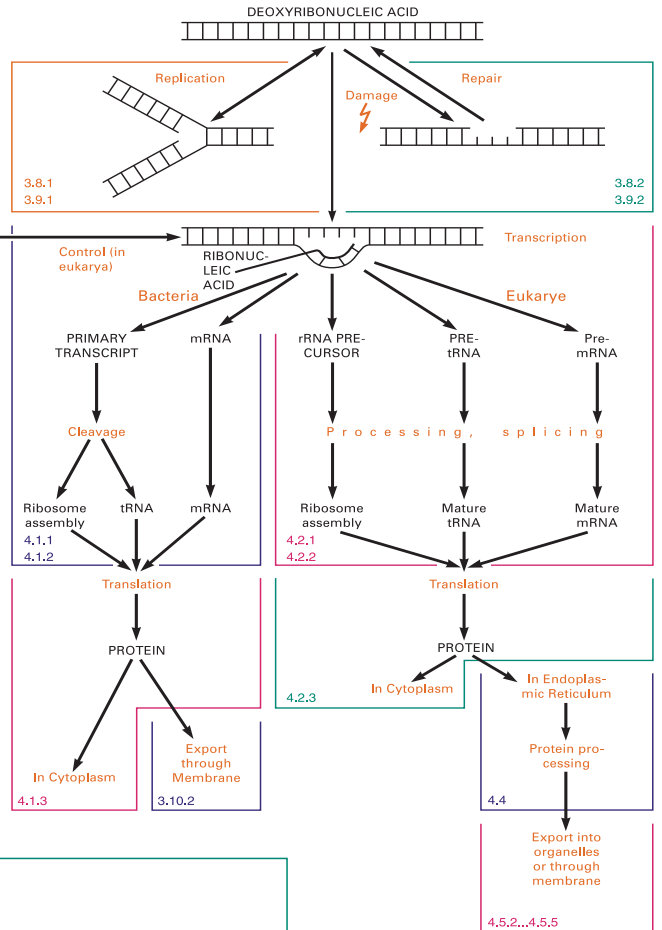 DEOXYRIBONUCLEIC ACID
Replication
Repair
Damage
3.8.1
3.9.1
3.8.2
3.9.2
Control (in
eukarya)
Transcription
RIBONUC-
LEIC
ACID
Bacteria
Eukarye
PRIMARY
TRANSCRIPT
mRNA
rRNA PRE-
CURSOR
PRE-
tRNA
Pre-
mRNA
Cleavage
Processing, splicing
Ribosome
assembly
tRNA
mRNA
Ribosome
assembly
Mature
tRNA
Mature
mRNA
4.1.1
4.1.2
4.2.1
4.2.2
Translation
Translation
PROTEIN
PROTEIN
In Cytoplasm
In Endoplas-
mic Reticulum
4.2.3
In Cytoplasm
Export
through
Membrane
Protein pro-
cessing
4.1.3
3.10.2
4.4
Export into
organelles
or through
membrane
4.5.2...4.5.5